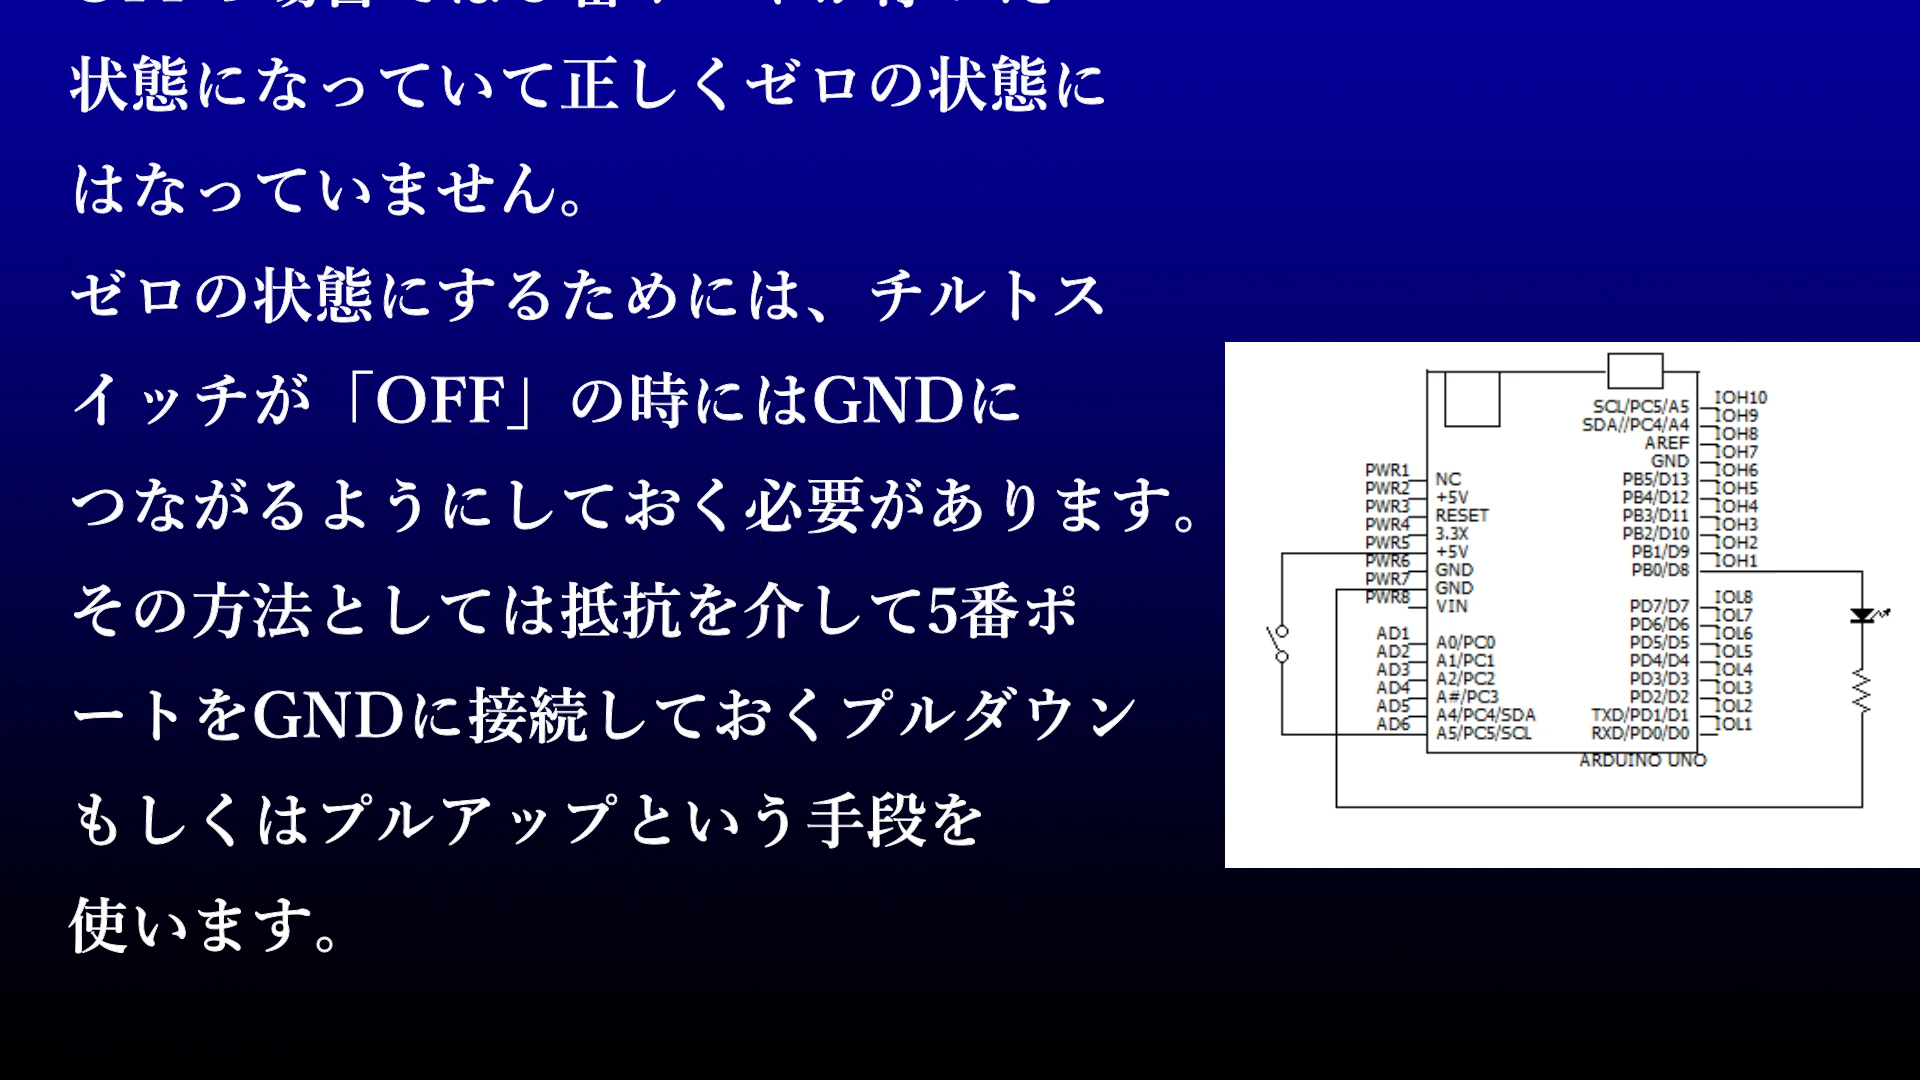 状態になっていて正しくゼロの状態に
はなっていません。
ゼロの状態にするためには、チルトス
イッチが「OFF」の時にはGNDに
つながるようにしておく必要があります。
その方法としては抵抗を介して5番ポ
ートをGNDに接続しておくプルダウン
もしくはプルアップという手段を
使います。
PWR1
PWR2
PWR3
PWR4
PWR5
PWR6
PWR7
PWR8
AD1
AD2
AD3
AD4
AD5
AD6
NC
+5V
RESET
3.3X
+5V
GND
GND
VIN
A0/PC0
A1/PC1
A2/PC2
A#/PC3
A4/PC4/SDA
A5/PC5/SCL
SCL/PC5/A5
SDA//PC4/A4
AREF
GND
PB5/D13
PB4/D12
PB3/D11
PB2/D10
PB1/D9
PB0/D8
PD7/D7
PD6/D6
PD5/D5
PD4/D4
PD3/D3
PD2/D2
TXD/PD1/D1
RXD/PD0/D0
IOH10
IOH9
IOH8
IOH7
IOH6
IOH5
IOH4
IOH3
IOH2
IOH1
IOL8
IOL7
IOL6
IOL5
IOL4
IOL3
IOL2
IOL1
ARDUINO UNO